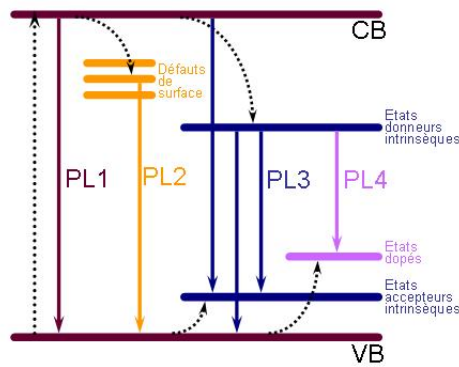 CB
Défauts
de
surface
Etats
donneurs
intrinsèques
PL1
PL2
PL3
PL4
Etats
dopés
Etats
accepteurs
intrinsèques
VB